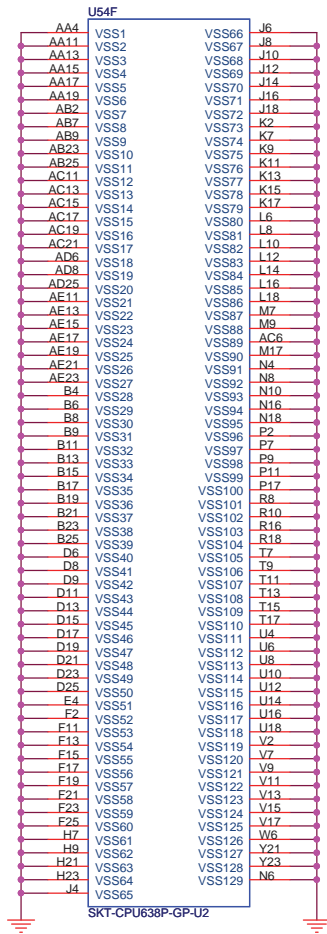 U54F
AA4 VSS1 VSS66 J6
AA11 VSS2 VSS67 J8
AA13 VSS3 VSS68 J10
AA15 VSS4 VSS69 J12
AA17 VSS5 VSS70 J14
AA19 VSS6 VSS71 J16
AB2 VSS7 VSS72 J18
AB7 VSS8 VSS73 K2
AB9 VSS9 VSS74 K7
AB23 VSS10 VSS75 K9
AB25 VSS11 VSS76 K11
AC11 VSS12 VSS77 K13
AC13 VSS13 VSS78 K15
AC15 VSS14 VSS79 K17
AC17 VSS15 VSS80 L6
AC19 VSS16 VSS81 L8
AC21 VSS17 VSS82 L10
AD6 VSS18 VSS83 L12
AD8 VSS19 VSS84 L14
AD25 VSS20 VSS85 L16
AE11 VSS21 VSS86 L18
AE13 VSS22 VSS87 M7
AE15 VSS23 VSS88 M9
AE17 VSS24 VSS89 AC6
AE19 VSS25 VSS90 M17
AE21 VSS26 VSS91 N4
AE23 VSS27 VSS92 N8
B4 VSS28 VSS93 N10
B6 VSS29 VSS94 N16
B8 VSS30 VSS95 N18
B9 VSS31 VSS96 P2
B11 VSS32 VSS97 P7
B13 VSS33 VSS98 P9
B15 VSS34 VSS99 P11
B17 VSS35 VSS100 P17
B19 VSS36 VSS101 R8
B21 VSS37 VSS102 R10
B23 VSS38 VSS103 R16
B25 VSS39 VSS104 R18
D6 VSS40 VSS105 T7
D8 VSS41 VSS106 T9
D9 VSS42 VSS107 T11
D11 VSS43 VSS108 T13
D13 VSS44 VSS109 T15
D15 VSS45 VSS110 T17
D17 VSS46 VSS111 U4
D19 VSS47 VSS112 U6
D21 VSS48 VSS113 U8
D23 VSS49 VSS114 U10
D25 VSS50 VSS115 U12
E4 VSS51 VSS116 U14
F2 VSS52 VSS117 U16
F11 VSS53 VSS118 U18
F13 VSS54 VSS119 V2
F15 VSS55 VSS120 V7
F17 VSS56 VSS121 V9
F19 VSS57 VSS122 V11
F21 VSS58 VSS123 V13
F23 VSS59 VSS124 V15
F25 VSS60 VSS125 V17
H7 VSS61 VSS126 W6
H9 VSS62 VSS127 Y21
H21 VSS63 VSS128 Y23
H23 VSS64 VSS129 N6
J4 VSS65
SKT-CPU638P-GP-U2